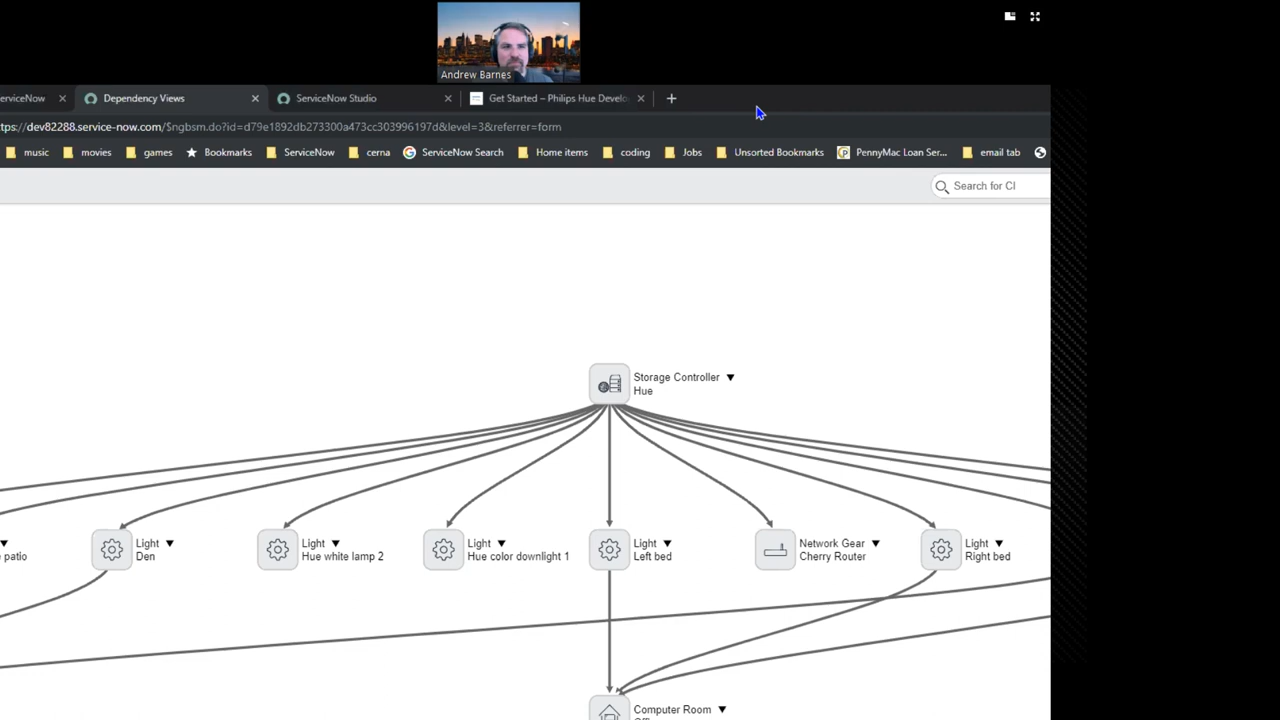 Andrew Barnes
erviceNow
Dependency Views
ServiceNow Studio
Get Started – Philips Hue Develo
tps://dev82288.service-now.com/$ngbsm.do?id=d79e1892db273300a473cc303996197d&level=3&referrer=form
music movies games Bookmarks ServiceNow cerna ServiceNow Search Home items coding Jobs Unsorted Bookmarks PennyMac Loan Ser... email tab
Search for CI
Storage Controller
Hue
patio
Light
Den
Light
Hue white lamp 2
Light
Hue color downlight 1
Light
Left bed
Network Gear
Cherry Router
Light
Right bed
Computer Room